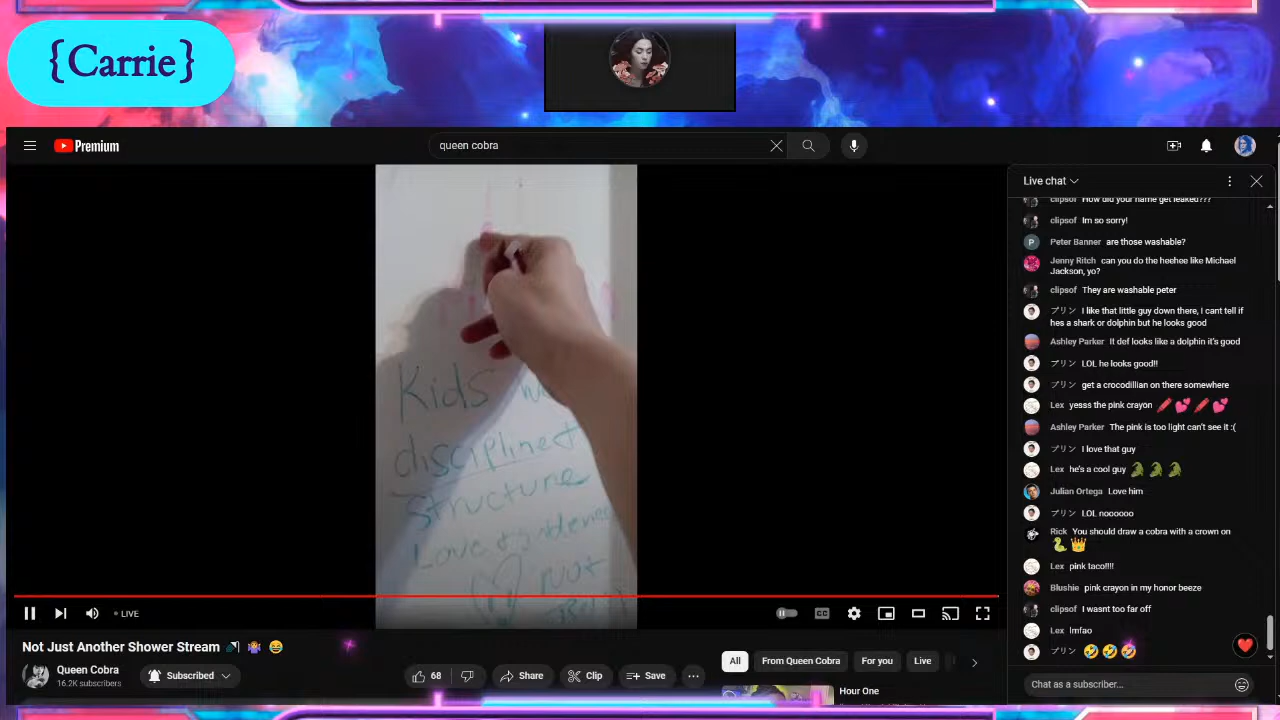 {Carrie}
Premium
queen cobra
Kids
discipline &
structure
Love
Not
LIVE
Not Just Another Shower Stream
Queen Cobra
16.2K subscribers
Subscribed
68
Share
Clip
Save
All
From Queen Cobra
For you
Live
Hour One
Live chat
clipsof How did your name get leaked???
clipsof Im so sorry!
P
Peter Banner are those washable?
Jenny Ritch can you do the heehee like Michael
Jackson, yo?
clipsof They are washable peter
プリン I like that little guy down there, I cant tell if
hes a shark or dolphin but he looks good
Ashley Parker It def looks like a dolphin it's good
プリン LOL he looks good!!
プリン get a crocodillian on there somewhere
Lex yesss the pink crayon
Ashley Parker The pink is too light can't see it :(
プリン I love that guy
Lex he's a cool guy
Julian Ortega Love him
プリン LOL noooooo
Rick You should draw a cobra with a crown on
Lex pink taco!!!!
Blushie pink crayon in my honor beeze
clipsof I wasnt too far off
Lex lmfao
プリン
Chat as a subscriber...